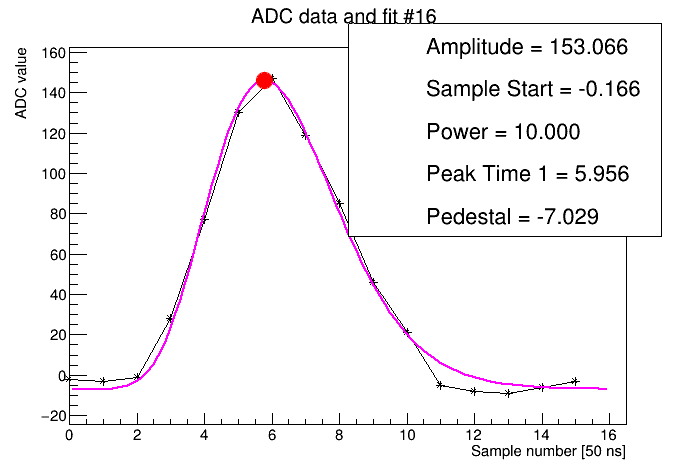 ADC data and fit #16
Amplitude = 153.066
Sample Start = -0.166
Power = 10.000
Peak Time 1 = 5.956
Pedestal = -7.029
ADC value
160
140
120
100
80
60
40
20
0
−20
0 2 4 6 8 10 12 14 16
Sample number [50 ns]